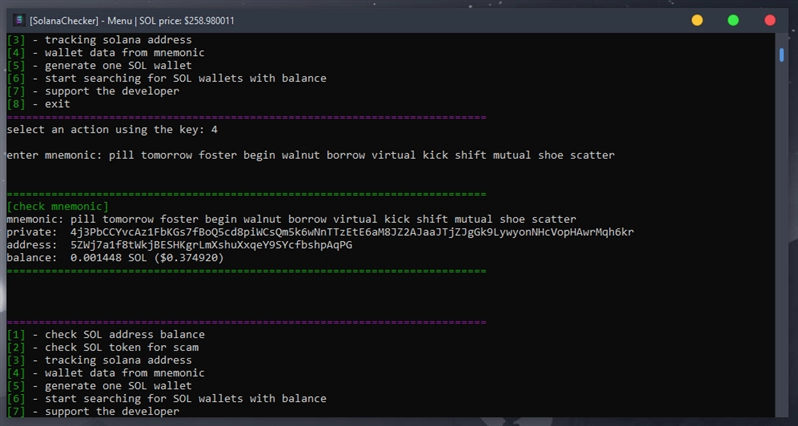 [SolanaChecker] - Menu | SOL price: $258.980011
[3] - tracking solana address
[4] - wallet data from mnemonic
[5] - generate one SOL wallet
[6] - start searching for SOL wallets with balance
[7] - support the developer
[8] - exit
===========================================================================
select an action using the key: 4
enter mnemonic: pill tomorrow foster begin walnut borrow virtual kick shift mutual shoe scatter
===========================================================================
[check mnemonic]
mnemonic: pill tomorrow foster begin walnut borrow virtual kick shift mutual shoe scatter
private: 4j3PbCCYvcAz1FbKGs7fBoQ5cd8piWCsQm5k6wNnTTzEtE6aM8JZ2AJaaJTjZJgGk9LywyonNHcVopHAwrMqh6kr
address: 5ZWj7a1f8tWkjBESHKgrLmXshuXxqeY9SYcfbshpAqPG
balance: 0.001448 SOL ($0.374920)
===========================================================================
===========================================================================
[1] - check SOL address balance
[2] - check SOL token for scam
[3] - tracking solana address
[4] - wallet data from mnemonic
[5] - generate one SOL wallet
[6] - start searching for SOL wallets with balance
[7] - support the developer